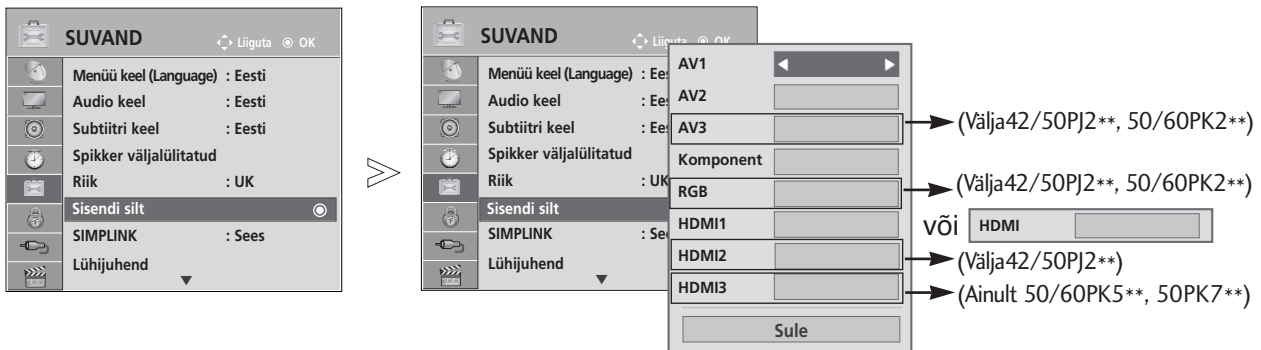 SUVAND
Liiguta OK
Menüü keel (Language) : Eesti
Audio keel : Eesti
Subtiitri keel : Eesti
Spikker väljalülitatud
Riik : UK
Sisendi silt
SIMPLINK : Sees
Lühijuhend
SUVAND
Liiguta OK
Menüü keel (Language) : Ees
Audio keel : Ees
Subtiitri keel : Ees
Spikker väljalülitatud
Riik : UK
Sisendi silt
SIMPLINK : See
Lühijuhend
AV1
AV2
AV3
Komponent
RGB
HDMI1
HDMI2
HDMI3
Sule
(Välja42/50PJ2**, 50/60PK2**)
(Välja42/50PJ2**, 50/60PK2**)
või HDMI
(Välja42/50PJ2**)
(Ainult 50/60PK5**, 50PK7**)